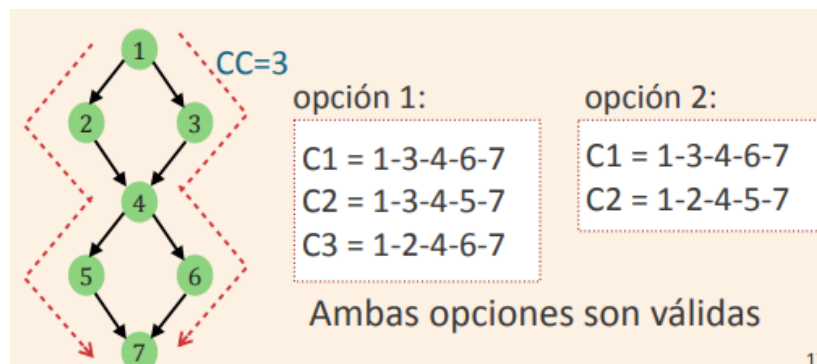 1
CC=3
2
3
4
5
6
7
opción 1:
C1 = 1-3-4-6-7
C2 = 1-3-4-5-7
C3 = 1-2-4-6-7
opción 2:
C1 = 1-3-4-6-7
C2 = 1-2-4-5-7
Ambas opciones son válidas
1